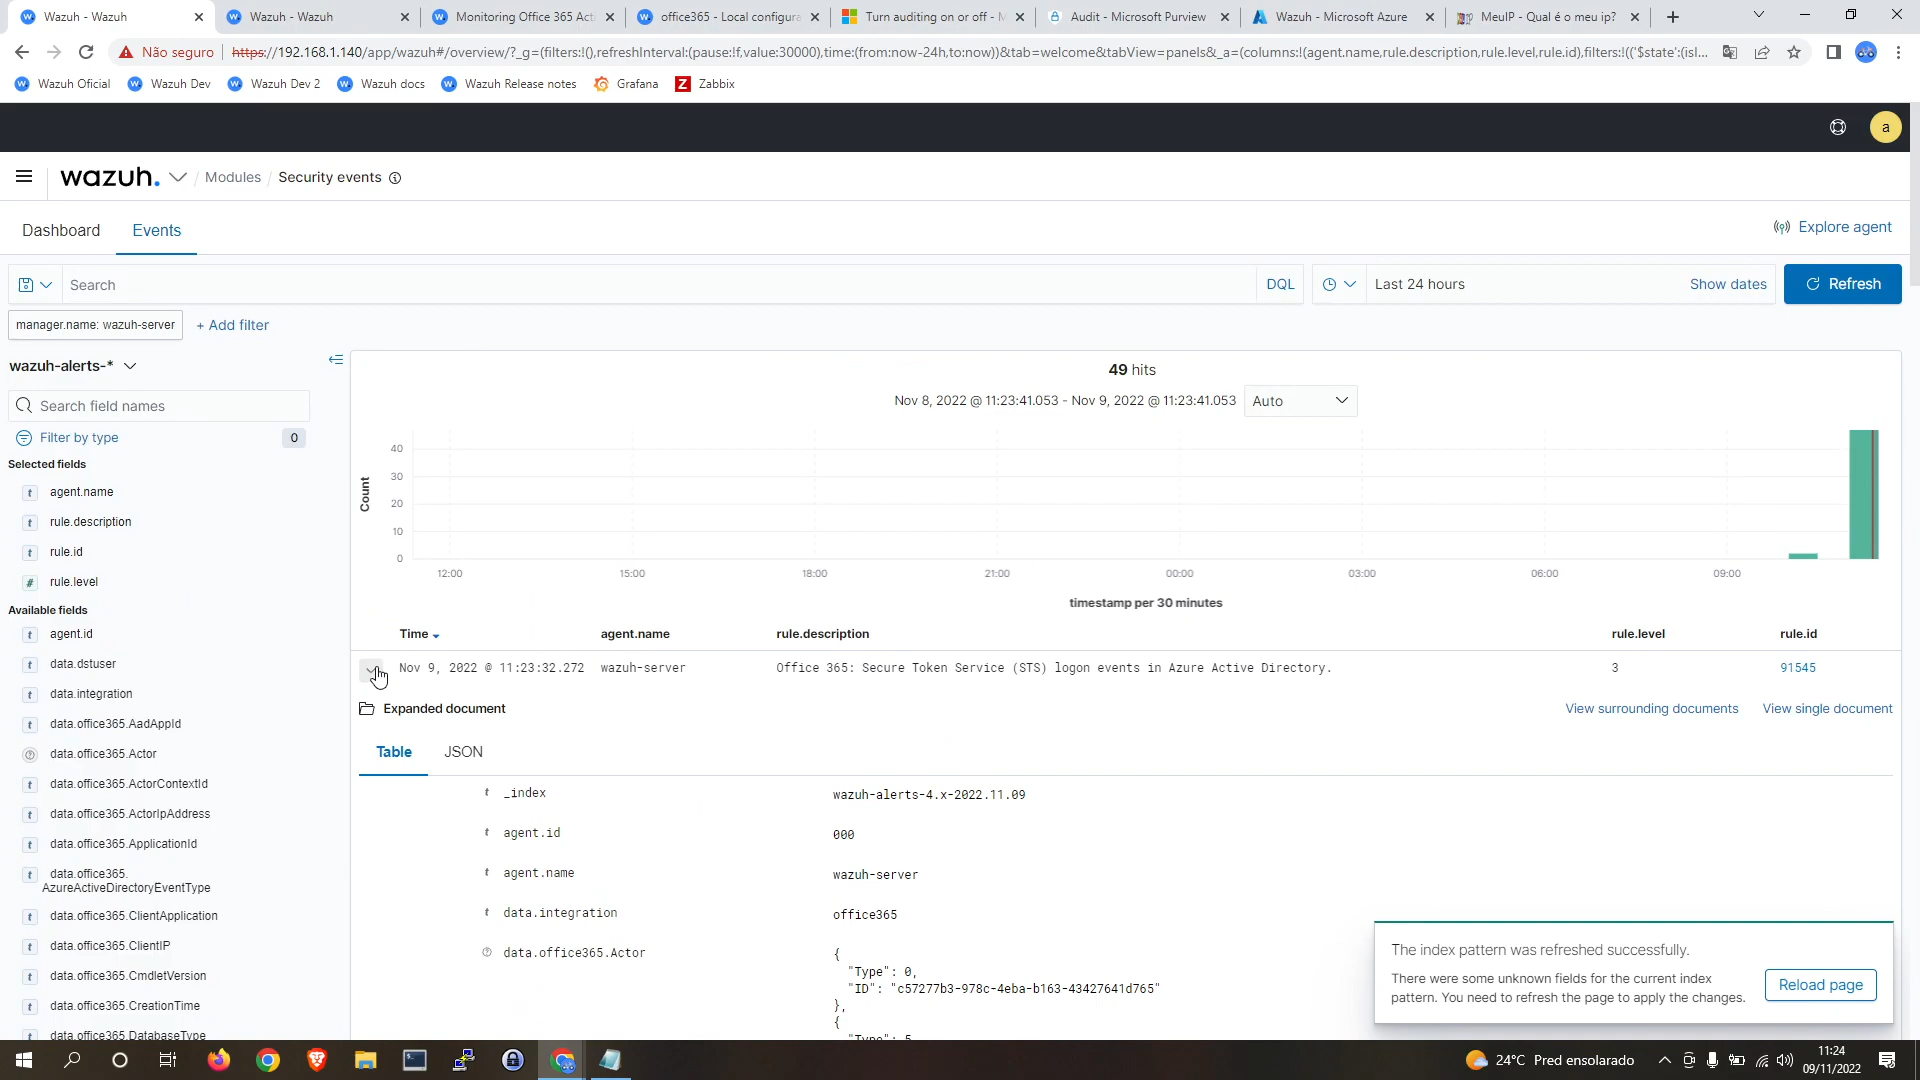 Wazuh - Wazuh
Wazuh - Wazuh
Monitoring Office 365 Acti
office365 - Local configura
Turn auditing on or off - M
Audit - Microsoft Purview
Wazuh - Microsoft Azure
MeuIP - Qual é o meu ip?
Não seguro
https://192.168.1.140/app/wazuh#/overview/?_g=(filters:!(),refreshInterval:(pause:!f,value:30000),time:(from:now-24h,to:now))&tab=welcome&tabView=panels&_a=(columns:!(agent.name,rule.description,rule.level,rule.id),filters:!(('$state':(isl...
Wazuh Oficial
Wazuh Dev
Wazuh Dev 2
Wazuh docs
Wazuh Release notes
Grafana
Zabbix
a
wazuh.
/ Modules / Security events
Dashboard
Events
Explore agent
Search
DQL
Last 24 hours
Show dates
Refresh
manager.name: wazuh-server
+ Add filter
wazuh-alerts-*
Search field names
Filter by type
0
Selected fields
t agent.name
t rule.description
t rule.id
# rule.level
Available fields
t agent.id
t data.dstuser
t data.integration
t data.office365.AadAppId
data.office365.Actor
t data.office365.ActorContextId
t data.office365.ActorIpAddress
t data.office365.ApplicationId
t data.office365.
AzureActiveDirectoryEventType
t data.office365.ClientApplication
t data.office365.ClientIP
t data.office365.CmdletVersion
t data.office365.CreationTime
t data.office365.DatabaseType
49 hits
Nov 8, 2022 @ 11:23:41.053 - Nov 9, 2022 @ 11:23:41.053
Auto
Count
40
30
20
10
0
12:00
15:00
18:00
21:00
00:00
03:00
06:00
09:00
timestamp per 30 minutes
Time
agent.name
rule.description
rule.level
rule.id
Nov 9, 2022 @ 11:23:32.272
wazuh-server
Office 365: Secure Token Service (STS) logon events in Azure Active Directory.
3
91545
Expanded document
View surrounding documents
View single document
Table
JSON
t _index
wazuh-alerts-4.x-2022.11.09
t agent.id
000
t agent.name
wazuh-server
t data.integration
office365
data.office365.Actor
{
"Type": 0,
"ID": "c57277b3-978c-4eba-b163-43427641d765"
},
{
"Type": 5,
The index pattern was refreshed successfully.
There were some unknown fields for the current index
pattern. You need to refresh the page to apply the changes.
Reload page
24°C Pred ensolarado
11:24
09/11/2022